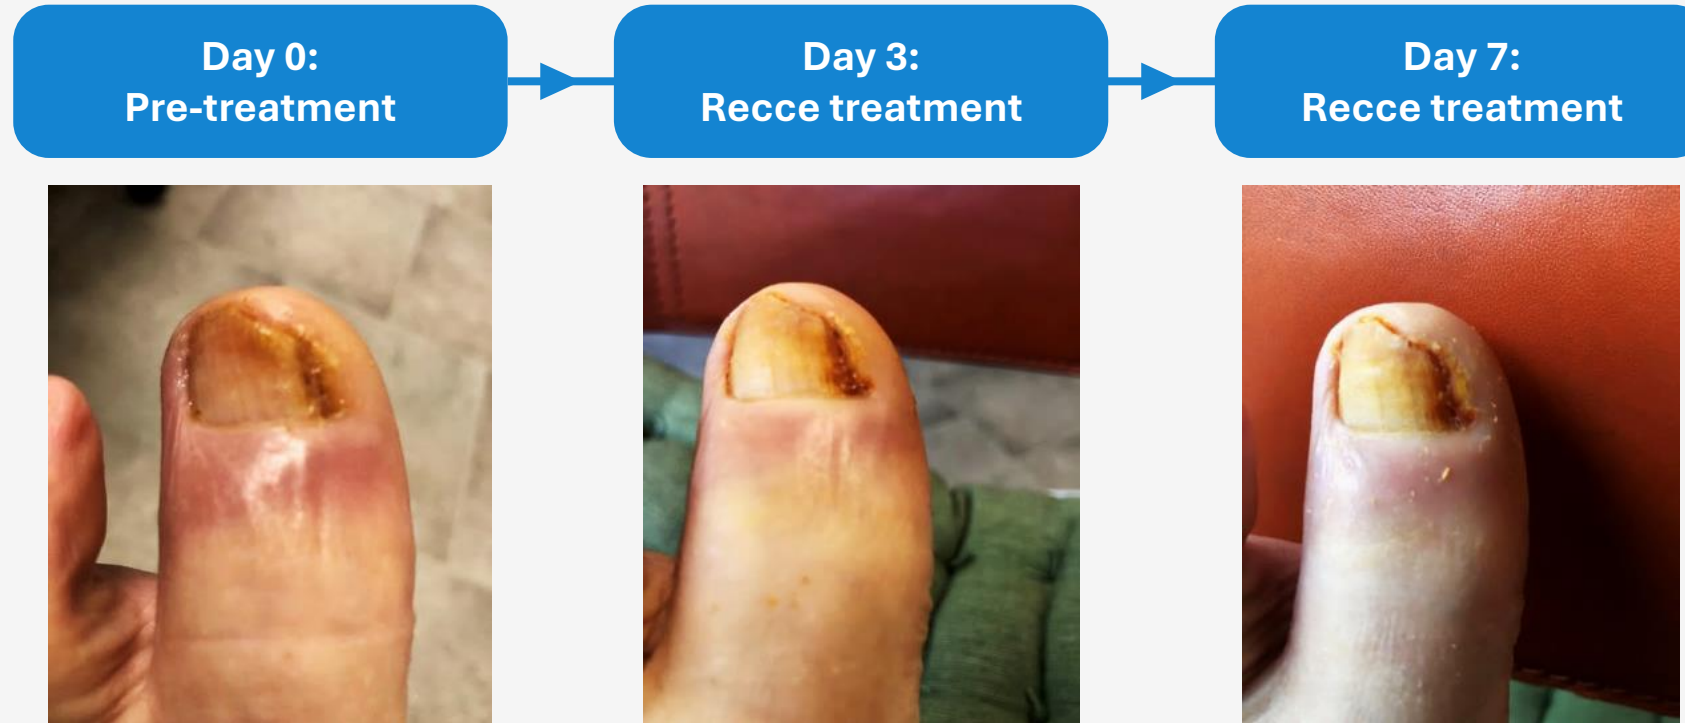 Day 0:
Pre-treatment
Day 3:
Recce treatment
Day 7:
Recce treatment